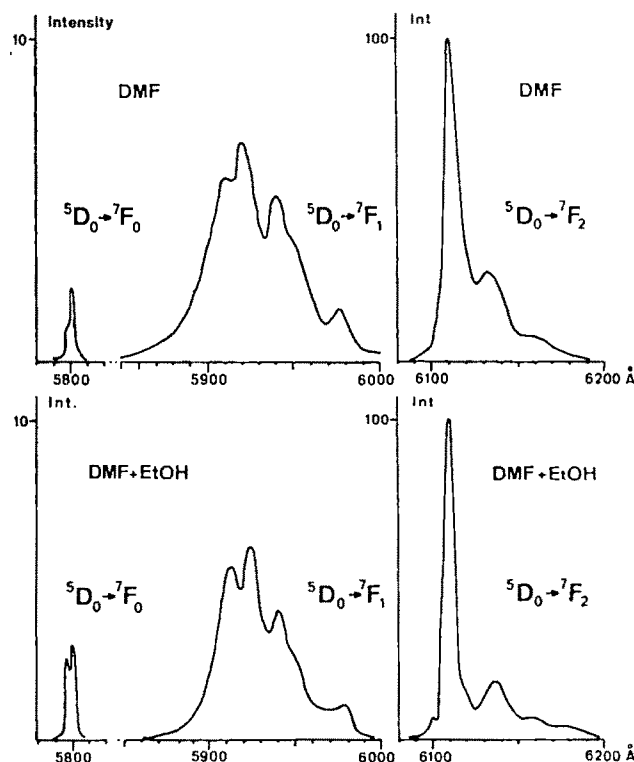 Intensity
Int
10
100
DMF
DMF
⁵D₀→⁷F₀
⁵D₀→⁷F₁
⁵D₀→⁷F₂
5800
5900
6000
6100
6200 Å
Int.
Int
10
100
DMF+EtOH
DMF+EtOH
⁵D₀→⁷F₀
⁵D₀→⁷F₁
⁵D₀→⁷F₂
5800
5900
6000
6100
6200 Å